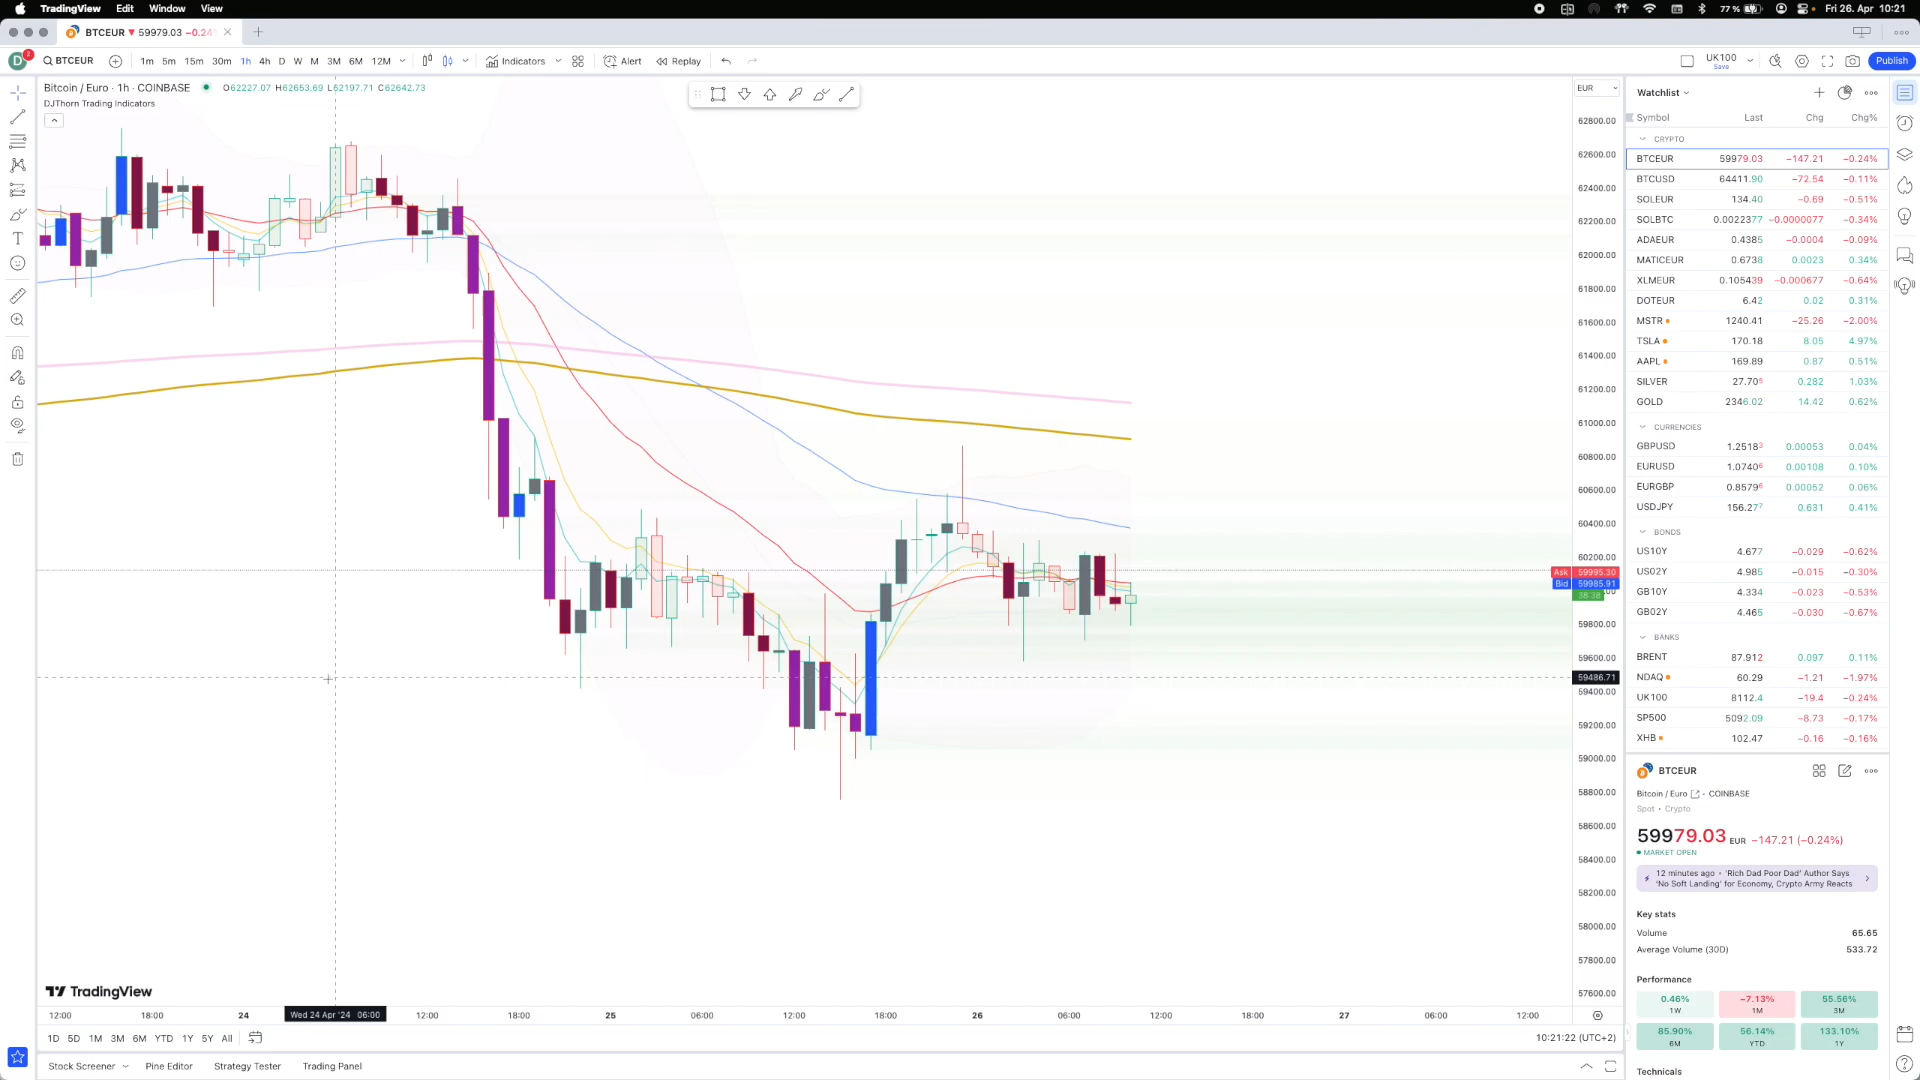 TradingView Edit Window View
77 % Fri 26. Apr 10:21
BTCEUR ▼ 59979.03 −0.24
D 2 BTCEUR 1m 5m 15m 30m 1h 4h D W M 3M 6M 12M Indicators Alert Replay UK100 Save Publish
Bitcoin / Euro · 1h · COINBASE O62227.07 H62653.69 L62197.71 C62642.73
DJThorn Trading Indicators
EUR
62800.00
62600.00
62400.00
62200.00
62000.00
61800.00
61600.00
61400.00
61200.00
61000.00
60800.00
60600.00
60400.00
60200.00
Ask 59995.30
Bid 59985.91
38:38
59800.00
59600.00
59486.71
59400.00
59200.00
59000.00
58800.00
58600.00
58400.00
58200.00
58000.00
57800.00
57600.00
TradingView
12:00 18:00 24 Wed 24 Apr '24 06:00 12:00 18:00 25 06:00 12:00 18:00 26 06:00 12:00 18:00 27 06:00 12:00
1D 5D 1M 3M 6M YTD 1Y 5Y All 10:21:22 (UTC+2)
Stock Screener Pine Editor Strategy Tester Trading Panel
Watchlist
Symbol Last Chg Chg%
CRYPTO
BTCEUR 59979.03 −147.21 −0.24%
BTCUSD 64411.90 −72.54 −0.11%
SOLEUR 134.40 −0.69 −0.51%
SOLBTC 0.0022377 −0.0000077 −0.34%
ADAEUR 0.4385 −0.0004 −0.09%
MATICEUR 0.6738 0.0023 0.34%
XLMEUR 0.105439 −0.000677 −0.64%
DOTEUR 6.42 0.02 0.31%
MSTR 1240.41 −25.26 −2.00%
TSLA 170.18 8.05 4.97%
AAPL 169.89 0.87 0.51%
SILVER 27.705 0.282 1.03%
GOLD 2346.02 14.42 0.62%
CURRENCIES
GBPUSD 1.25183 0.00053 0.04%
EURUSD 1.07406 0.00108 0.10%
EURGBP 0.85796 0.00052 0.06%
USDJPY 156.277 0.631 0.41%
BONDS
US10Y 4.677 −0.029 −0.62%
US02Y 4.985 −0.015 −0.30%
GB10Y 4.334 −0.023 −0.53%
GB02Y 4.465 −0.030 −0.67%
BANKS
BRENT 87.912 0.097 0.11%
NDAQ 60.29 −1.21 −1.97%
UK100 8112.4 −19.4 −0.24%
SP500 5092.09 −8.73 −0.17%
XHB 102.47 −0.16 −0.16%
BTCEUR
Bitcoin / Euro · COINBASE
Spot • Crypto
59979.03 EUR −147.21 (−0.24%)
MARKET OPEN
12 minutes ago • 'Rich Dad Poor Dad' Author Says
'No Soft Landing' for Economy, Crypto Army Reacts
Key stats
Volume 65.65
Average Volume (30D) 533.72
Performance
0.46% −7.13% 55.56%
1W 1M 3M
85.90% 56.14% 133.10%
6M YTD 1Y
Technicals